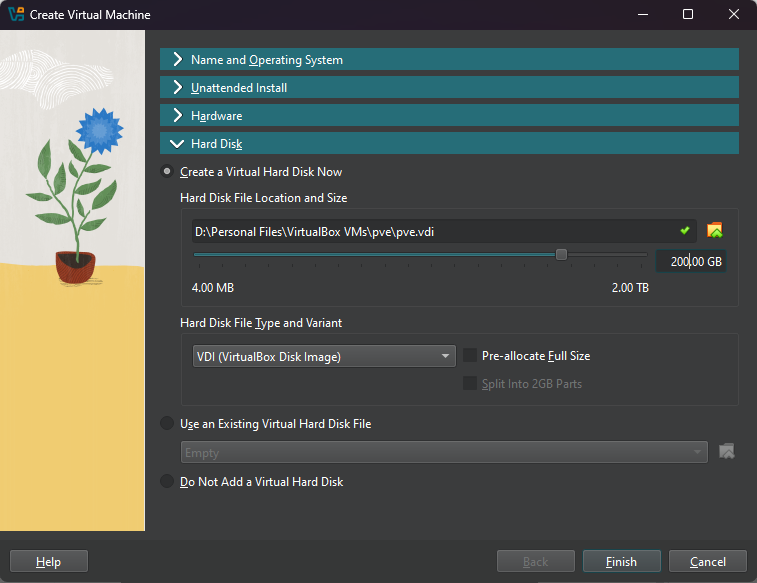 Create Virtual Machine
Name and Operating System
Unattended Install
Hardware
Hard Disk
Create a Virtual Hard Disk Now
Hard Disk File Location and Size
D:\Personal Files\VirtualBox VMs\pve\pve.vdi
200.00 GB
4.00 MB 2.00 TB
Hard Disk File Type and Variant
VDI (VirtualBox Disk Image) Pre-allocate Full Size
Split Into 2GB Parts
Use an Existing Virtual Hard Disk File
Empty
Do Not Add a Virtual Hard Disk
Help Back Finish Cancel